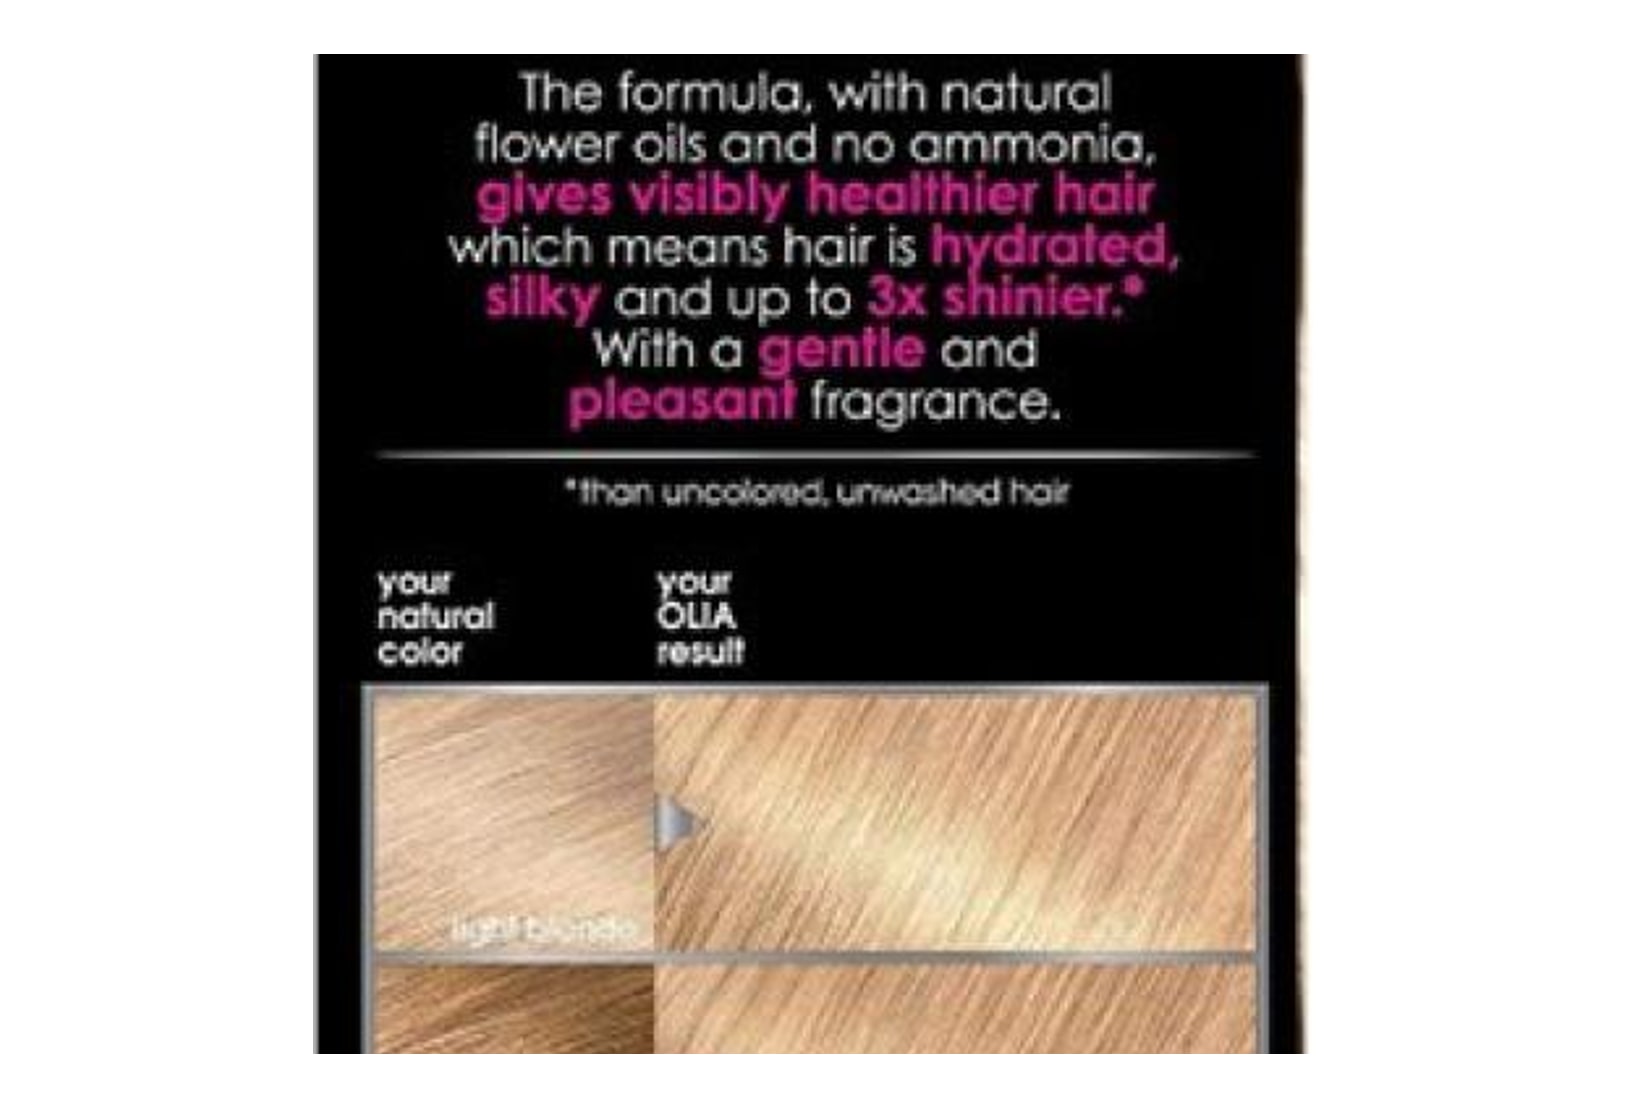 The formula, with natural
flower oils and no ammonia,
gives visibly healthier hair
which means hair is hydrated,
silky and up to 3x shinier.*
With a gentle and
pleasant fragrance.
*than uncolored, unwashed hair
your
natural
color
your
OLIA
result
light blonde